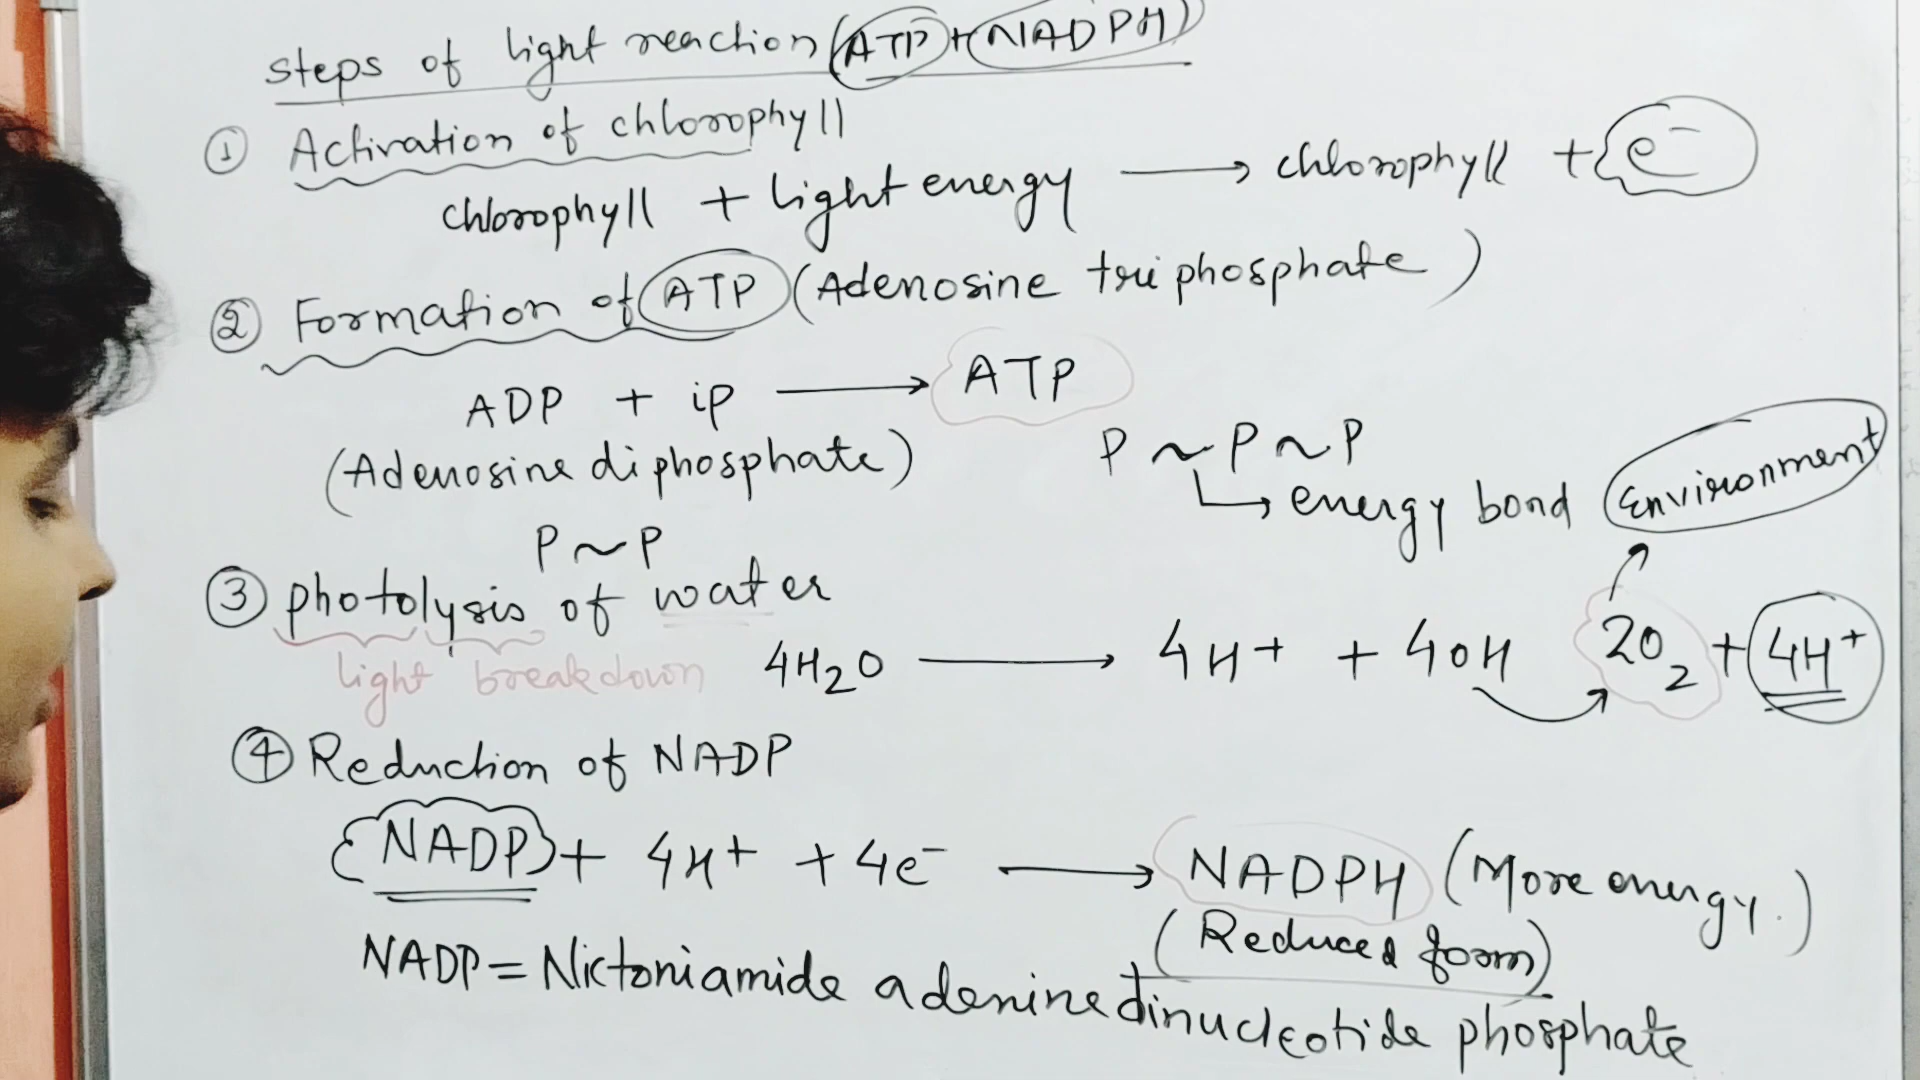 steps of light reaction (ATP + NADPH)
① Activation of chlorophyll
chlorophyll + light energy ⟶ chlorophyll + e⁻
② Formation of ATP (Adenosine triphosphate)
ADP + ip ⟶ ATP
(Adenosine diphosphate)
P ~ P ~ P
energy bond
Environment
P ~ P
③ photolysis of water
light breakdown
4H₂O ⟶ 4H⁺ + 4OH 2O₂ + 4H⁺
④ Reduction of NADP
NADP + 4H⁺ + 4e⁻ ⟶ NADPH (More energy.)
(Reduced form)
NADP = Nictoniamide adenine dinucleotide phosphate